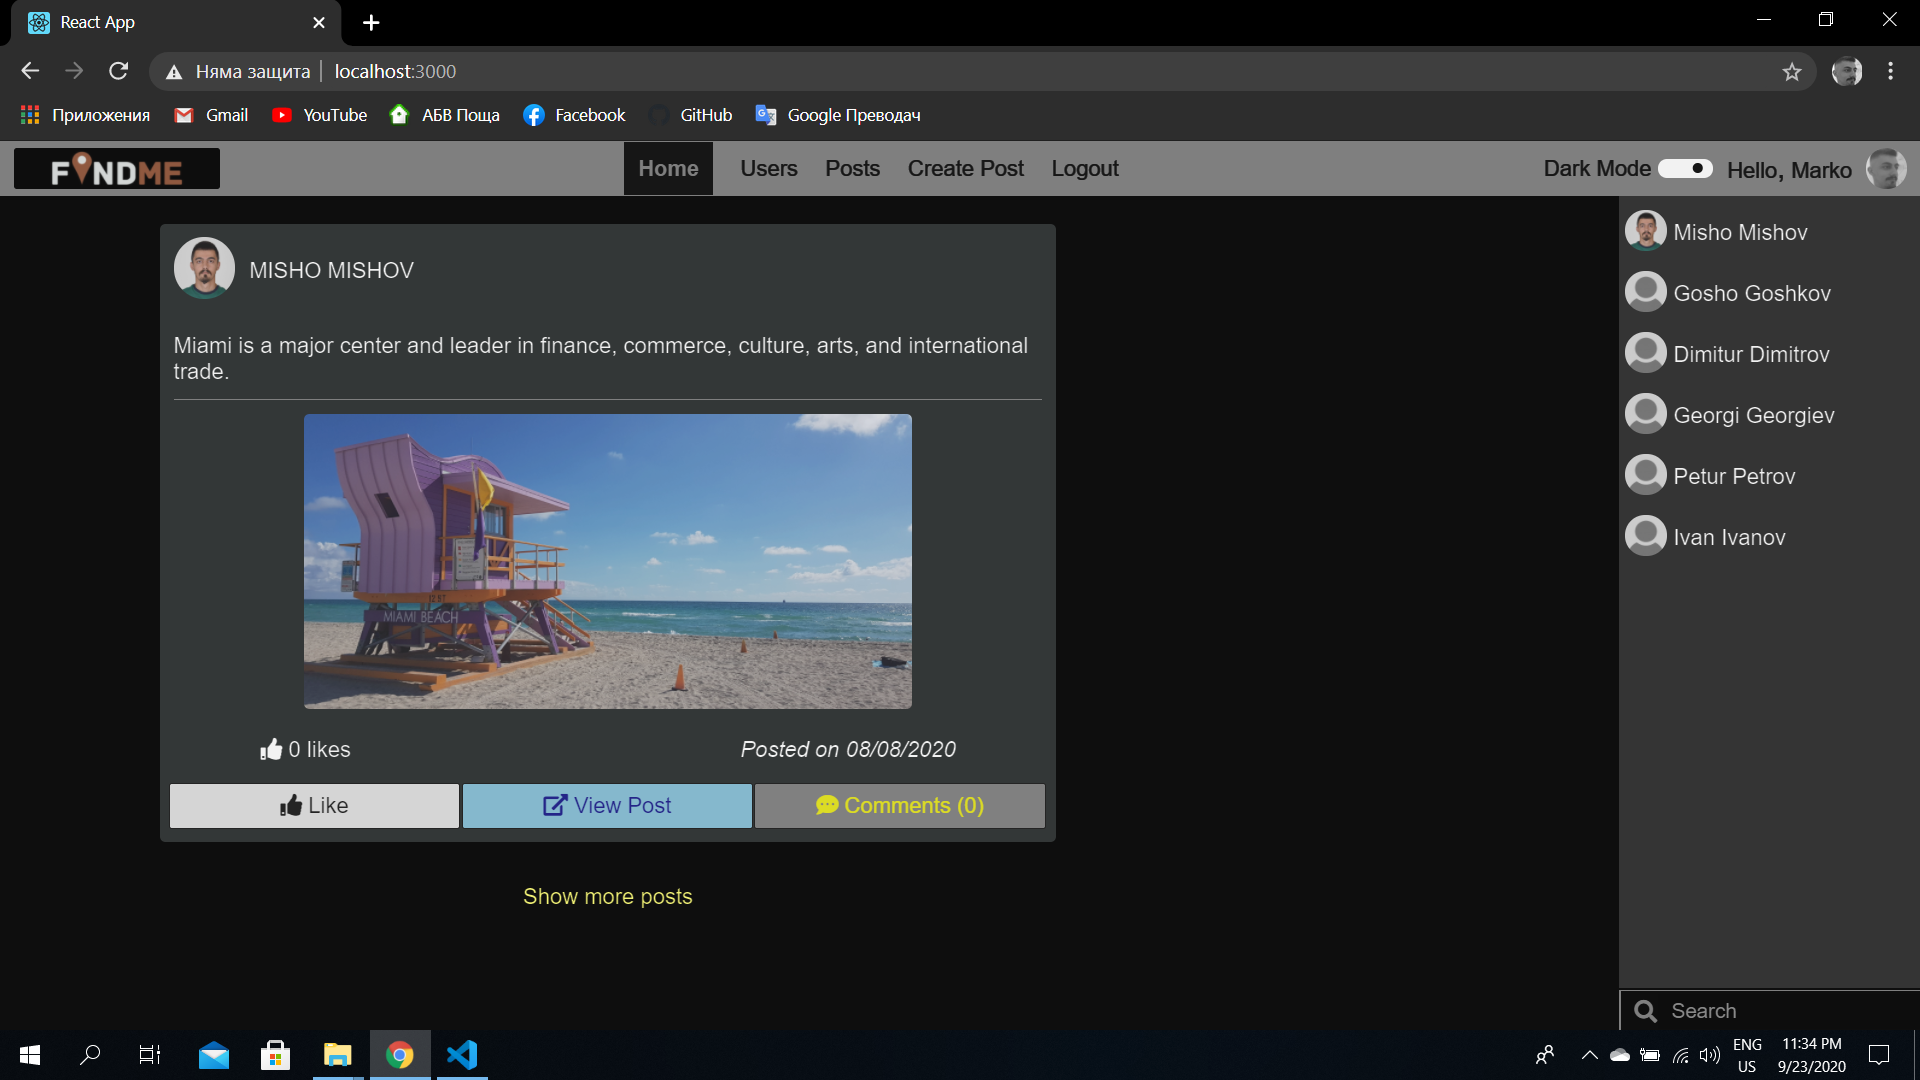 React App
Няма защита
localhost:3000
Приложения
Gmail
YouTube
АБВ Поща
Facebook
GitHub
Google Преводач
FINDME
Home
Users
Posts
Create Post
Logout
Dark Mode
Hello, Marko
MISHO MISHOV
Miami is a major center and leader in finance, commerce, culture, arts, and international
trade.
MIAMI BEACH
0 likes
Posted on 08/08/2020
Like
View Post
Comments (0)
Show more posts
Misho Mishov
Gosho Goshkov
Dimitur Dimitrov
Georgi Georgiev
Petur Petrov
Ivan Ivanov
Search
ENG
US
11:34 PM
9/23/2020